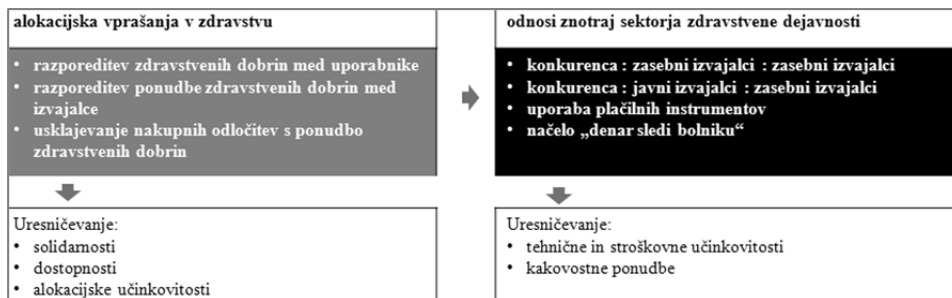 alokacijska vprašanja v zdravstvu
• razporeditev zdravstvenih dobrin med uporabnike
• razporeditev ponudbe zdravstvenih dobrin med
izvajalce
• usklajevanje nakupnih odločitev s ponudbo
zdravstvenih dobrin
Uresničevanje:
• solidarnosti
• dostopnosti
• alokacijske učinkovitosti
odnosi znotraj sektorja zdravstvene dejavnosti
• konkurenca : zasebni izvajalci : zasebni izvajalci
• konkurenca : javni izvajalci : zasebni izvajalci
• uporaba plačilnih instrumentov
• načelo „denar sledi bolniku“
Uresničevanje:
• tehnične in stroškovne učinkovitosti
• kakovostne ponudbe